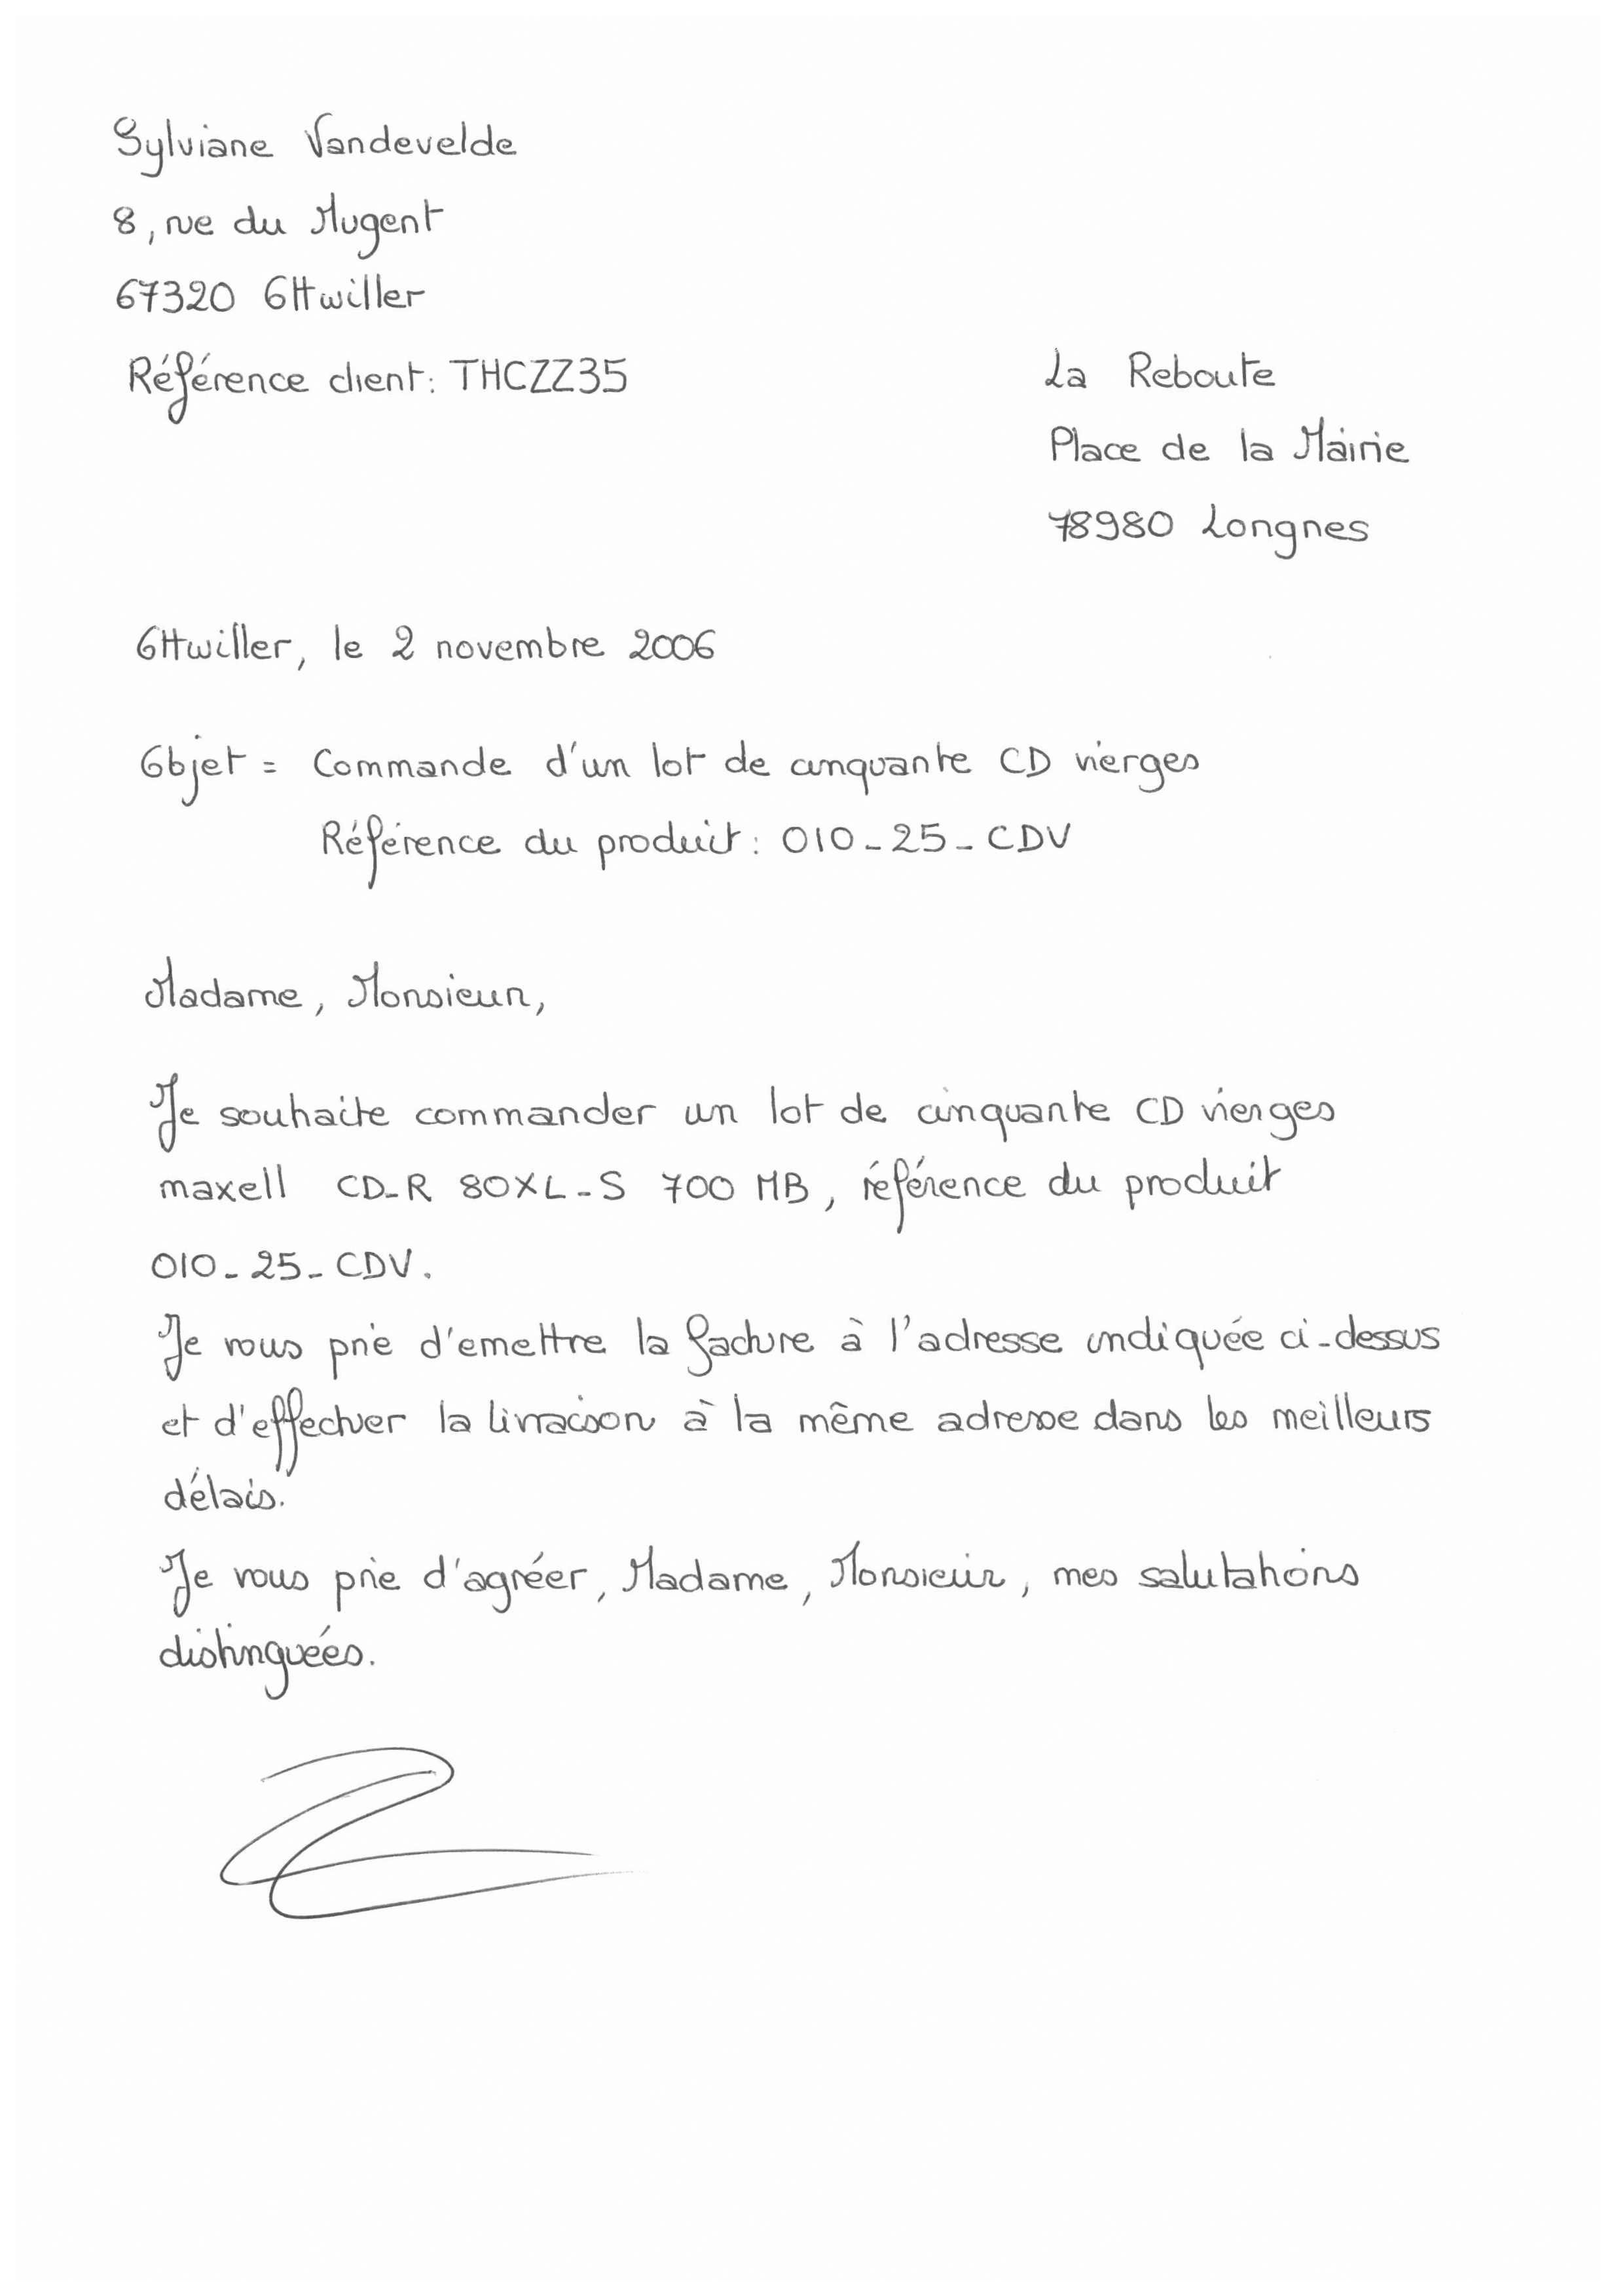 Sylviane Vandevelde
8, rue du Mugent
67320 Ottwiller
Référence client: THCZZ35
La Reboute
Place de la Mairie
78980 Longnes
Ottwiller, le 2 novembre 2006
Objet = Commande d'un lot de cinquante CD vierges
Référence du produit : 010-25-CDV
Madame, Monsieur,
Je souhaite commander un lot de cinquante CD vierges
maxell CD-R 80XL-S 700 MB, référence du produit
010-25-CDV.
Je vous prie d'emettre la facture à l'adresse indiquée ci-dessus
et d'effectuer la livraison à la même adresse dans les meilleurs
délais.
Je vous prie d'agréer, Madame, Monsieur, mes salutations
distinguées.